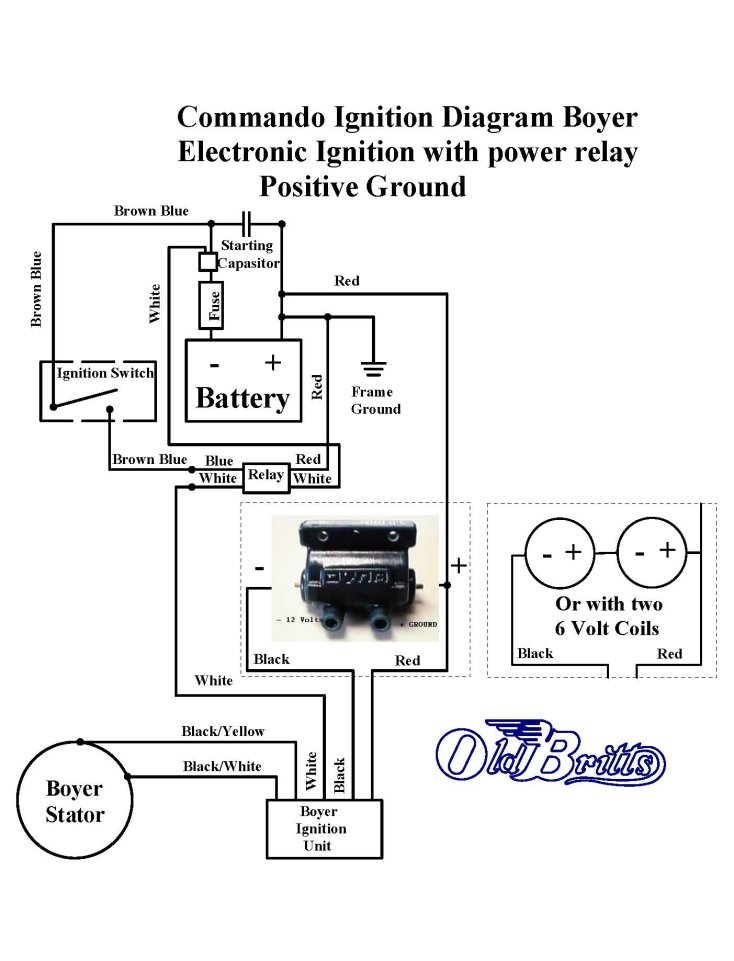 Commando Ignition Diagram Boyer
Electronic Ignition with power relay
Positive Ground
Brown Blue
Starting
Capasitor
Brown Blue
White
Fuse
Red
- +
Battery
Ignition Switch
Red
Frame
Ground
Brown Blue
Blue
White
Relay
Red
White
- +
DYNA
- 12 Volts
+ GROUND
Black
Red
- + - +
Or with two
6 Volt Coils
Black
Red
White
Black/Yellow
Black/White
White
Black
Boyer
Stator
Boyer
Ignition
Unit
Old Britts